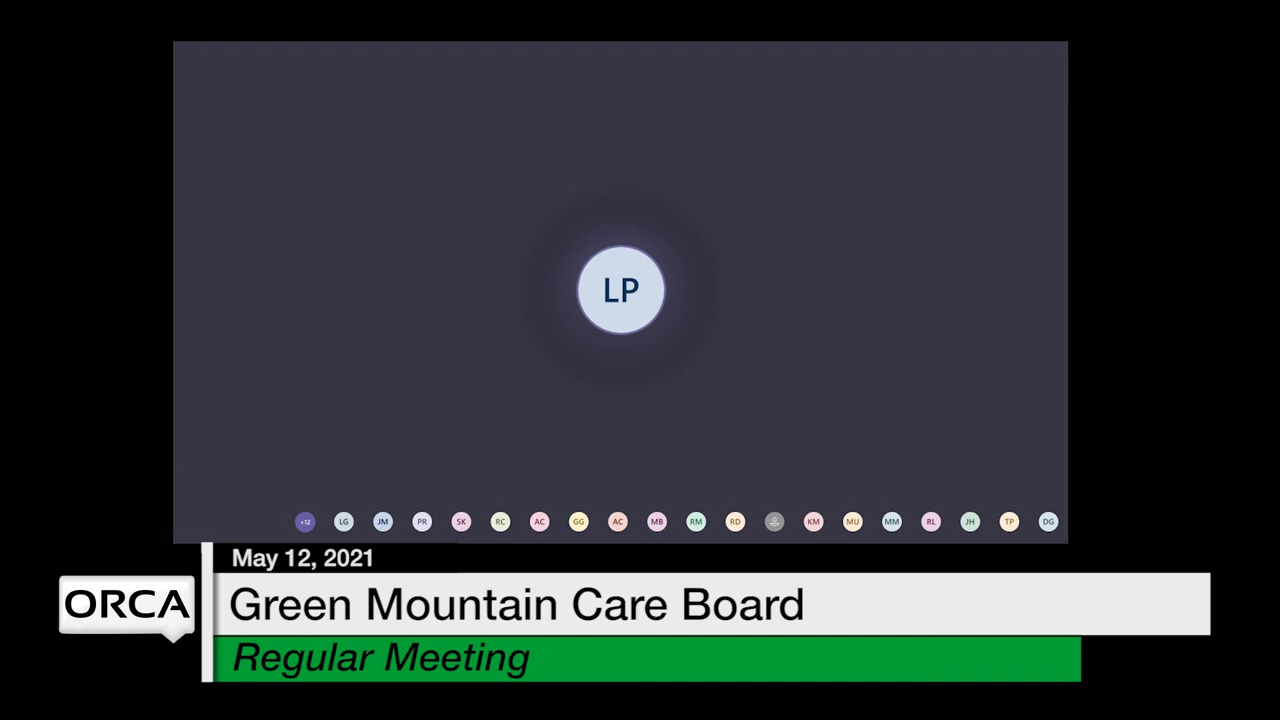 LP
+12 LG JM PR SK RC AC GG AC MB RM RD KM MU MM RL JH TP DG
May 12, 2021
ORCA
Green Mountain Care Board
Regular Meeting